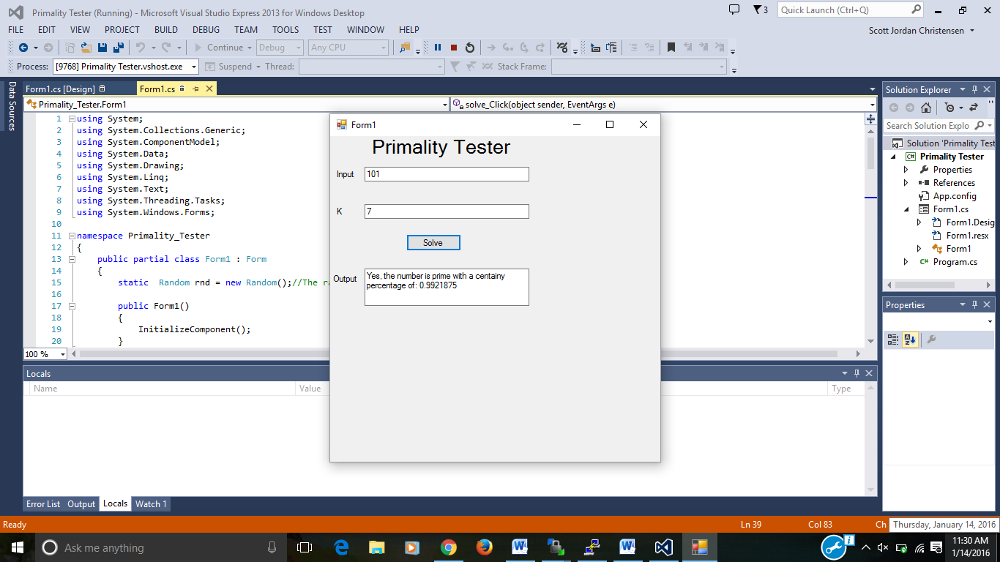 Primality Tester (Running) - Microsoft Visual Studio Express 2013 for Windows Desktop
3
Quick Launch (Ctrl+Q)
FILE EDIT VIEW PROJECT BUILD DEBUG TEAM TOOLS TEST WINDOW HELP
Scott Jordan Christensen
Continue Debug Any CPU
Process: [9768] Primality Tester.vshost.exe Suspend Thread: Stack Frame:
Data Sources
Form1.cs [Design] Form1.cs
Primality_Tester.Form1 solve_Click(object sender, EventArgs e)
1 using System;
2 using System.Collections.Generic;
3 using System.ComponentModel;
4 using System.Data;
5 using System.Drawing;
6 using System.Linq;
7 using System.Text;
8 using System.Threading.Tasks;
9 using System.Windows.Forms;
10
11 namespace Primality_Tester
12 {
13 public partial class Form1 : Form
14 {
15 static Random rnd = new Random();//The ra
16
17 public Form1()
18 {
19 InitializeComponent();
20 }
100 %
Form1
Primality Tester
Input 101
K 7
Solve
Output Yes, the number is prime with a centainy
percentage of: 0.9921875
Solution Explorer
Search Solution Explo
Solution 'Primality Test
Primality Tester
Properties
References
App.config
Form1.cs
Form1.Desig
Form1.resx
Form1
Program.cs
Properties
Locals
Name Value Type
Error List Output Locals Watch 1
Ready Ln 39 Col 83 Ch
Thursday, January 14, 2016
Ask me anything
11:30 AM
1/14/2016